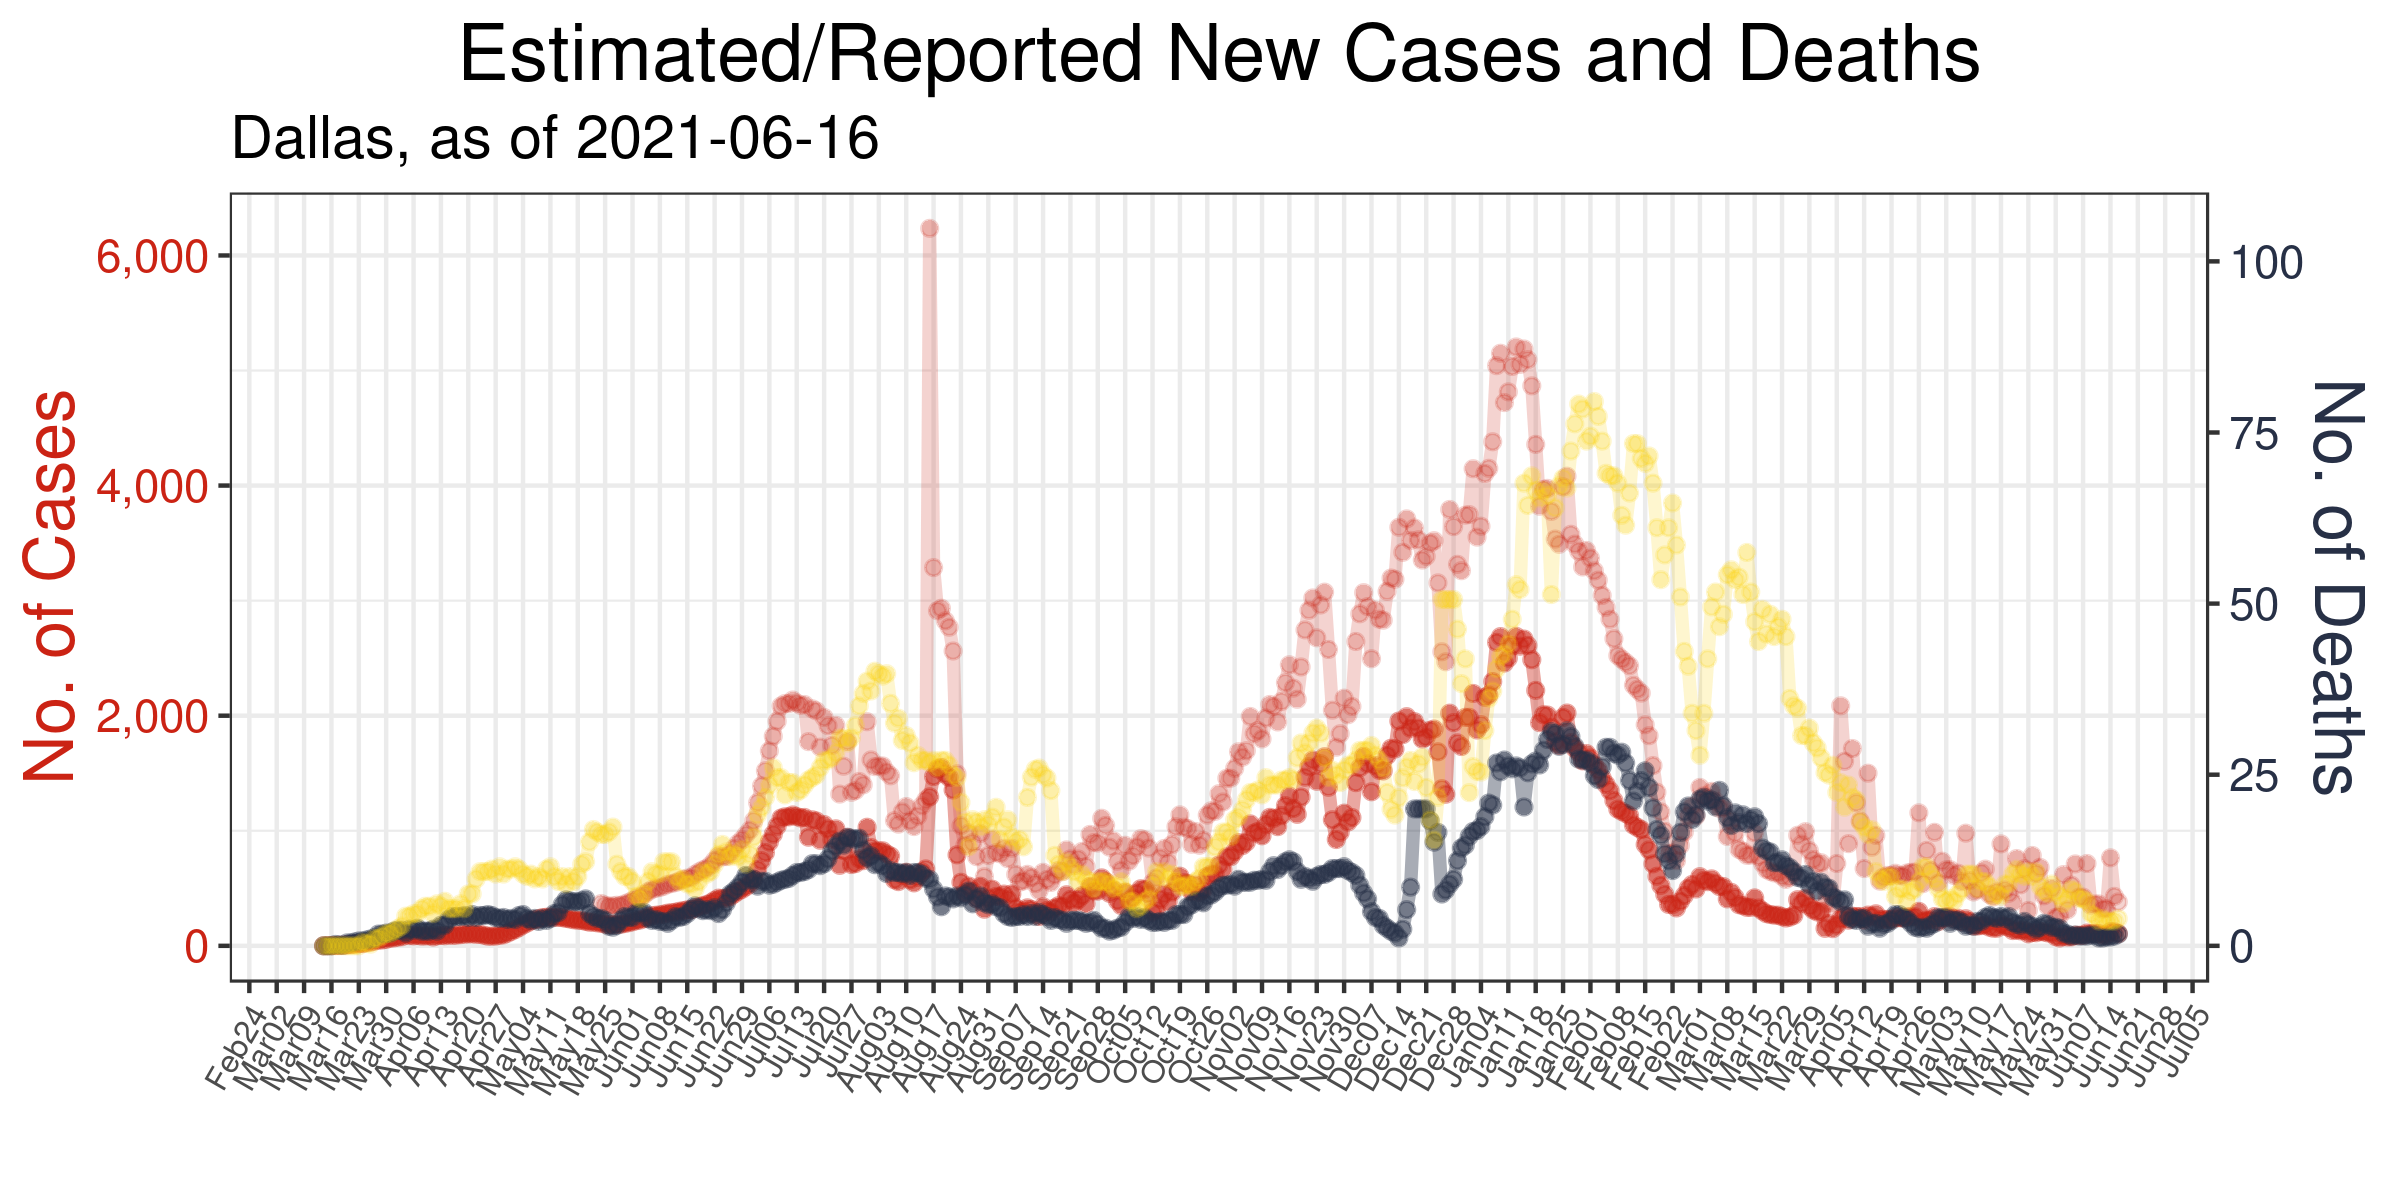 Estimated/Reported New Cases and Deaths
Dallas, as of 2021-06-16
No. of Cases
6,000
4,000
2,000
0
100
75
50
25
0
No. of Deaths
Feb24
Mar02
Mar09
Mar16
Mar23
Mar30
Apr06
Apr13
Apr20
Apr27
May04
May11
May18
May25
Jun01
Jun08
Jun15
Jun22
Jun29
Jul06
Jul13
Jul20
Jul27
Aug03
Aug10
Aug17
Aug24
Aug31
Sep07
Sep14
Sep21
Sep28
Oct05
Oct12
Oct19
Oct26
Nov02
Nov09
Nov16
Nov23
Nov30
Dec07
Dec14
Dec21
Dec28
Jan04
Jan11
Jan18
Jan25
Feb01
Feb08
Feb15
Feb22
Mar01
Mar08
Mar15
Mar22
Mar29
Apr05
Apr12
Apr19
Apr26
May03
May10
May17
May24
May31
Jun07
Jun14
Jun21
Jun28
Jul05